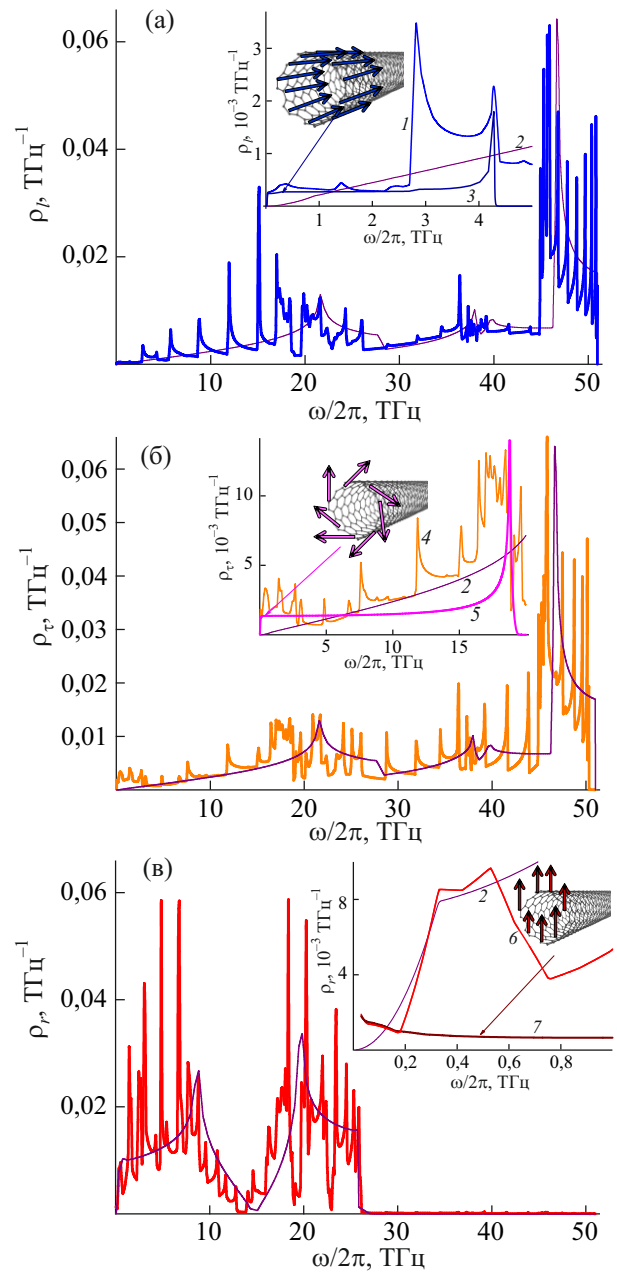 (а)
0,06
0,04
0,02
ρl, ТГц⁻¹
10 20 30 40 50
ω/2π, ТГц
3
2
1
ρl, 10⁻³ ТГц⁻¹
1
2
3
1 2 3 4
ω/2π, ТГц
(б)
0,06
0,05
0,04
0,03
0,02
0,01
ρτ, ТГц⁻¹
10 20 30 40 50
ω/2π, ТГц
10
5
ρτ, 10⁻³ ТГц⁻¹
4
2
5
5 10 15
ω/2π, ТГц
(в)
0,06
0,04
0,02
ρr, ТГц⁻¹
10 20 30 40 50
ω/2π, ТГц
8
4
ρr, 10⁻³ ТГц⁻¹
2
6
7
0,2 0,4 0,6 0,8
ω/2π, ТГц